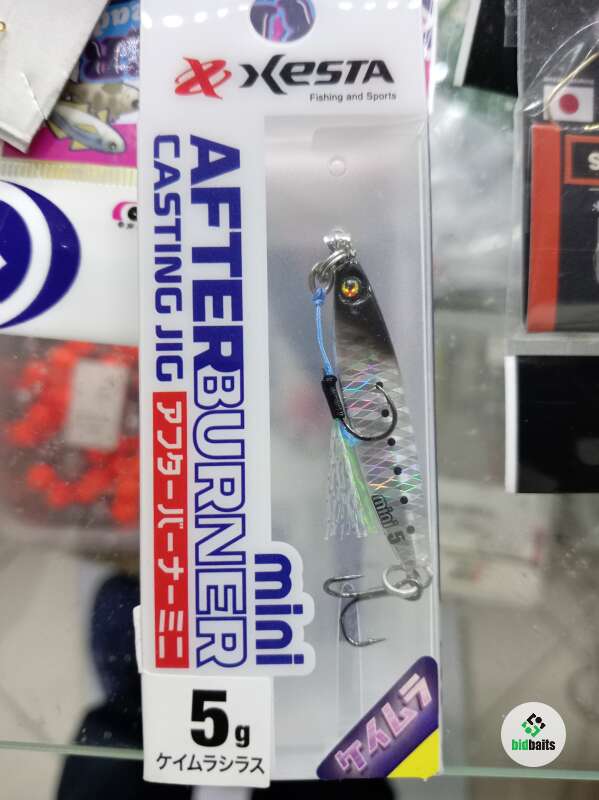 XESTA
Fishing and Sports
AFTERBURNER
mini
CASTING JIG
アフターバーナーミニ
mini 5
5g
ケイムラシラス
ケイムラ
bidbaits